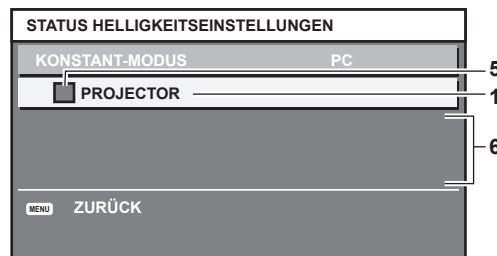 STATUS HELLIGKEITSEINSTELLUNGEN
KONSTANT-MODUS PC
5
PROJECTOR 1
6
MENU ZURÜCK